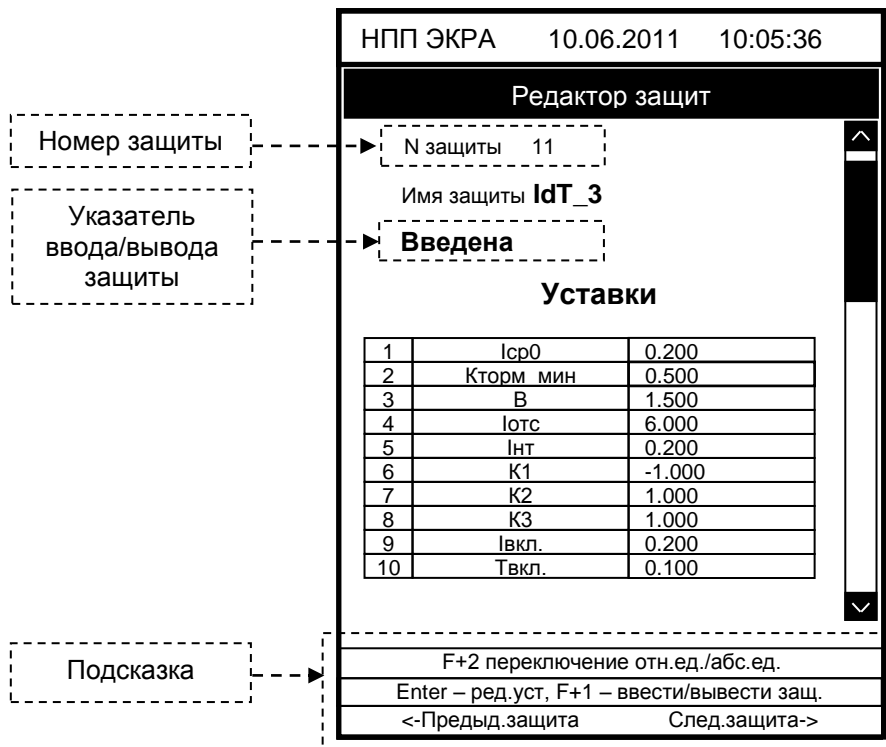 НПП ЭКРА 10.06.2011 10:05:36
Редактор защит
Номер защиты
N защиты 11
Имя защиты IdT_3
Указатель
ввода/вывода
защиты
Введена
Уставки
1 Iср0 0.200
2 Кторм_мин 0.500
3 В 1.500
4 Iотс 6.000
5 Iнт 0.200
6 К1 -1.000
7 К2 1.000
8 К3 1.000
9 Iвкл. 0.200
10 Твкл. 0.100
Подсказка
F+2 переключение отн.ед./абс.ед.
Enter – ред.уст, F+1 – ввести/вывести защ.
<-Предыд.защита След.защита->